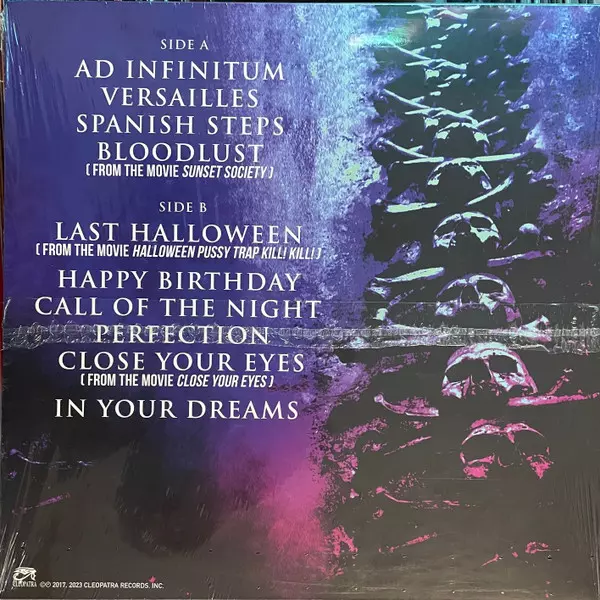 SIDE A
AD INFINITUM
VERSAILLES
SPANISH STEPS
BLOODLUST
( FROM THE MOVIE SUNSET SOCIETY )
SIDE B
LAST HALLOWEEN
( FROM THE MOVIE HALLOWEEN PUSSY TRAP KILL! KILL! )
HAPPY BIRTHDAY
CALL OF THE NIGHT
PERFECTION
CLOSE YOUR EYES
( FROM THE MOVIE CLOSE YOUR EYES )
IN YOUR DREAMS
CLEOPATRA
©℗ 2017, 2023 CLEOPATRA RECORDS, INC.